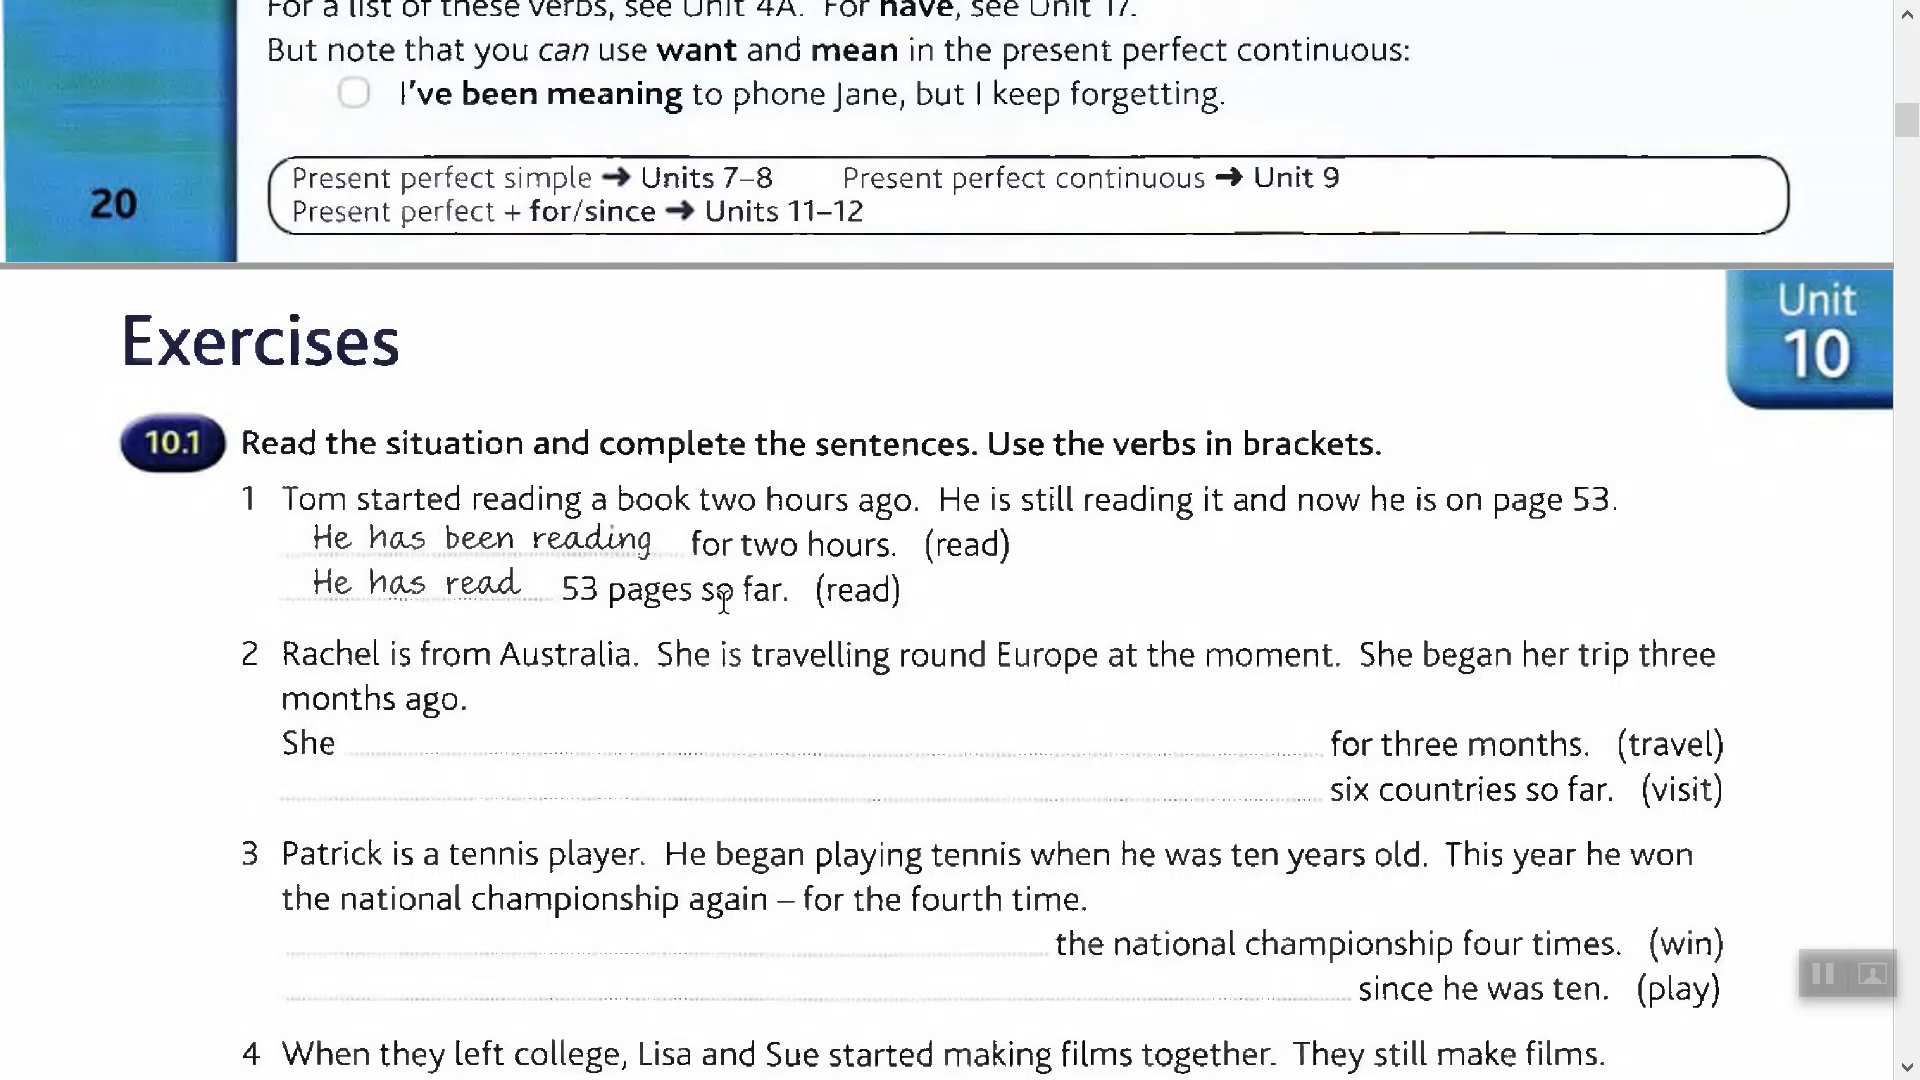 For a list of these verbs, see Unit 4A. For have, see Unit 17.
But note that you can use want and mean in the present perfect continuous:
I've been meaning to phone Jane, but I keep forgetting.
Present perfect simple → Units 7–8 Present perfect continuous → Unit 9
Present perfect + for/since → Units 11–12
20
Unit
10
Exercises
10.1 Read the situation and complete the sentences. Use the verbs in brackets.
1 Tom started reading a book two hours ago. He is still reading it and now he is on page 53.
He has been reading for two hours. (read)
He has read 53 pages so far. (read)
2 Rachel is from Australia. She is travelling round Europe at the moment. She began her trip three
months ago.
She for three months. (travel)
six countries so far. (visit)
3 Patrick is a tennis player. He began playing tennis when he was ten years old. This year he won
the national championship again – for the fourth time.
the national championship four times. (win)
since he was ten. (play)
4 When they left college, Lisa and Sue started making films together. They still make films.